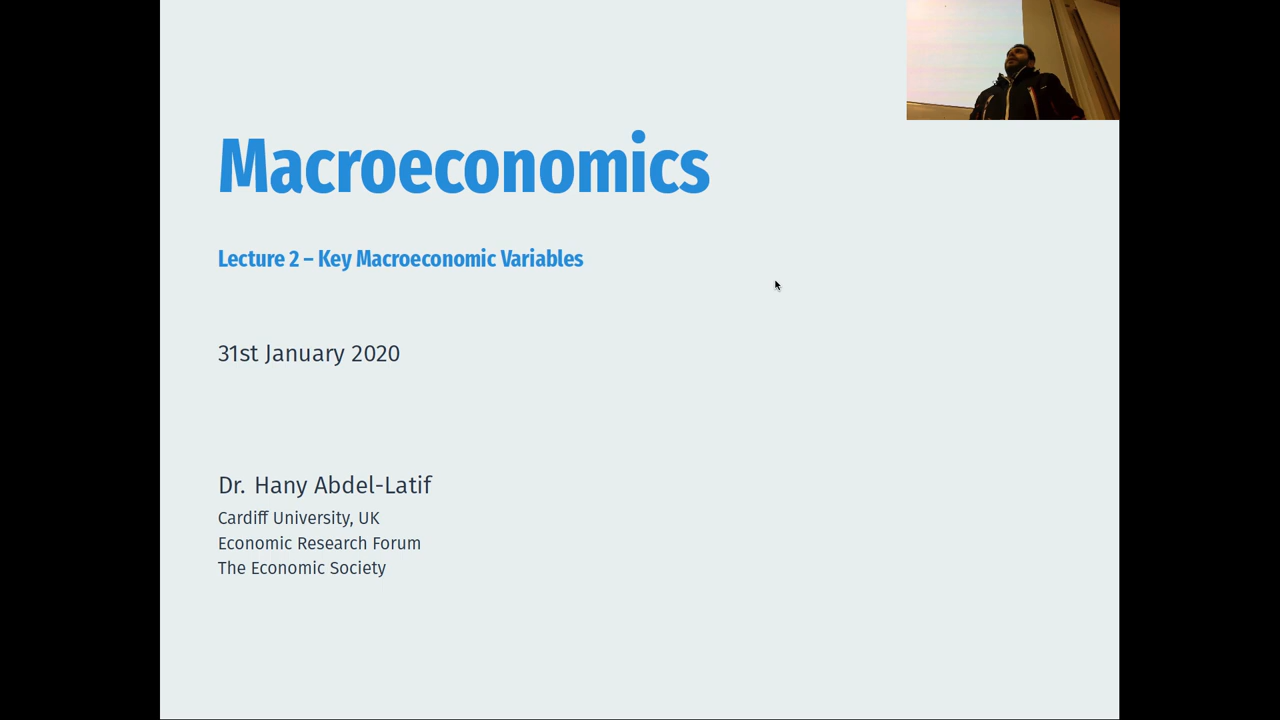 Macroeconomics
Lecture 2 – Key Macroeconomic Variables
31st January 2020
Dr. Hany Abdel-Latif
Cardiff University, UK
Economic Research Forum
The Economic Society